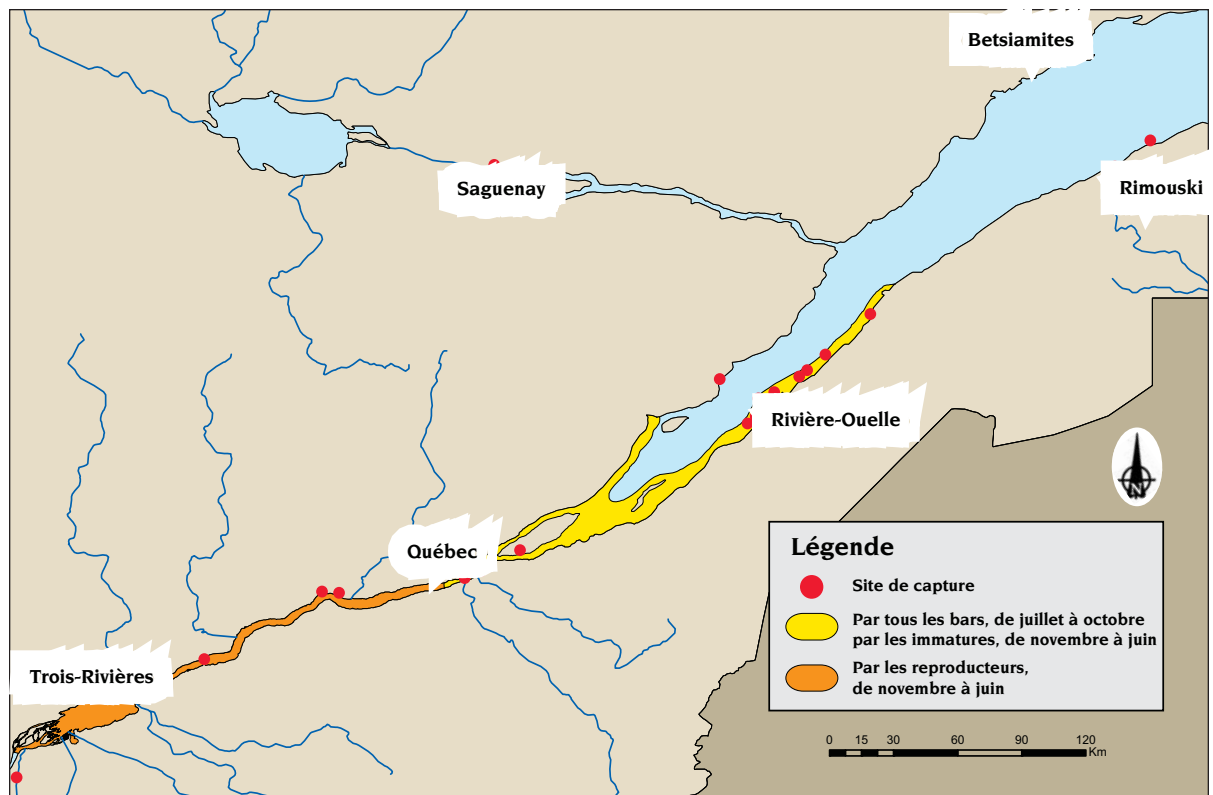 Betsiamites
Saguenay
Rimouski
Rivière-Ouelle
Québec
Trois-Rivières
Légende
Site de capture
Par tous les bars, de juillet à octobre
par les immatures, de novembre à juin
Par les reproducteurs,
de novembre à juin
0 15 30 60 90 120
Km
N